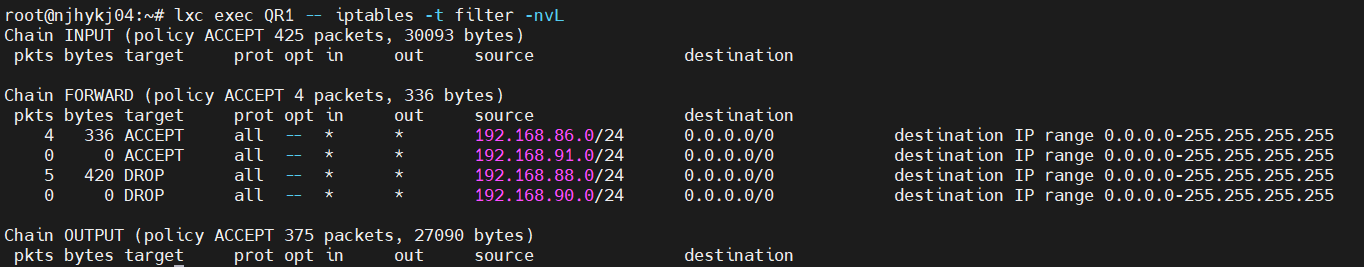 root@njhykj04:~# lxc exec QR1 -- iptables -t filter -nvL
Chain INPUT (policy ACCEPT 425 packets, 30093 bytes)
 pkts bytes target     prot opt in     out     source               destination

Chain FORWARD (policy ACCEPT 4 packets, 336 bytes)
 pkts bytes target     prot opt in     out     source               destination
    4   336 ACCEPT     all  --  *      *       192.168.86.0/24      0.0.0.0/0            destination IP range 0.0.0.0-255.255.255.255
    0     0 ACCEPT     all  --  *      *       192.168.91.0/24      0.0.0.0/0            destination IP range 0.0.0.0-255.255.255.255
    5   420 DROP       all  --  *      *       192.168.88.0/24      0.0.0.0/0            destination IP range 0.0.0.0-255.255.255.255
    0     0 DROP       all  --  *      *       192.168.90.0/24      0.0.0.0/0            destination IP range 0.0.0.0-255.255.255.255

Chain OUTPUT (policy ACCEPT 375 packets, 27090 bytes)
 pkts bytes target     prot opt in     out     source               destination